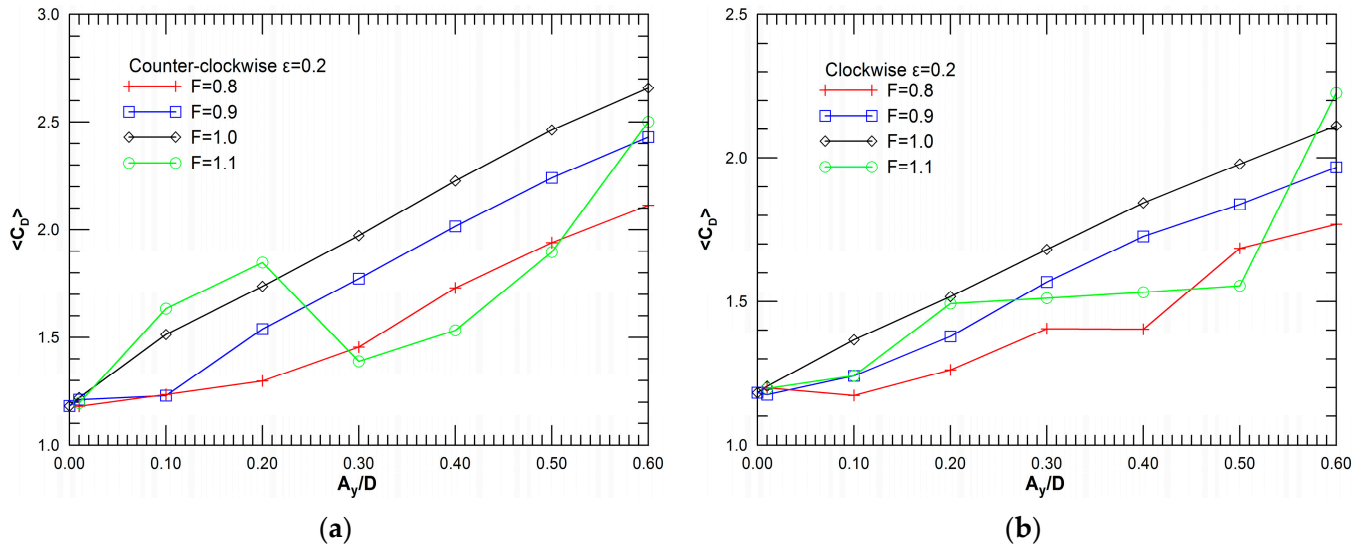 3.0
2.5
2.0
1.5
1.0
<C_D>
Counter-clockwise ε=0.2
F=0.8
F=0.9
F=1.0
F=1.1
0.00 0.10 0.20 0.30 0.40 0.50 0.60
A_y/D
(a)
2.5
2.0
1.5
1.0
<C_D>
Clockwise ε=0.2
F=0.8
F=0.9
F=1.0
F=1.1
0.00 0.10 0.20 0.30 0.40 0.50 0.60
A_y/D
(b)